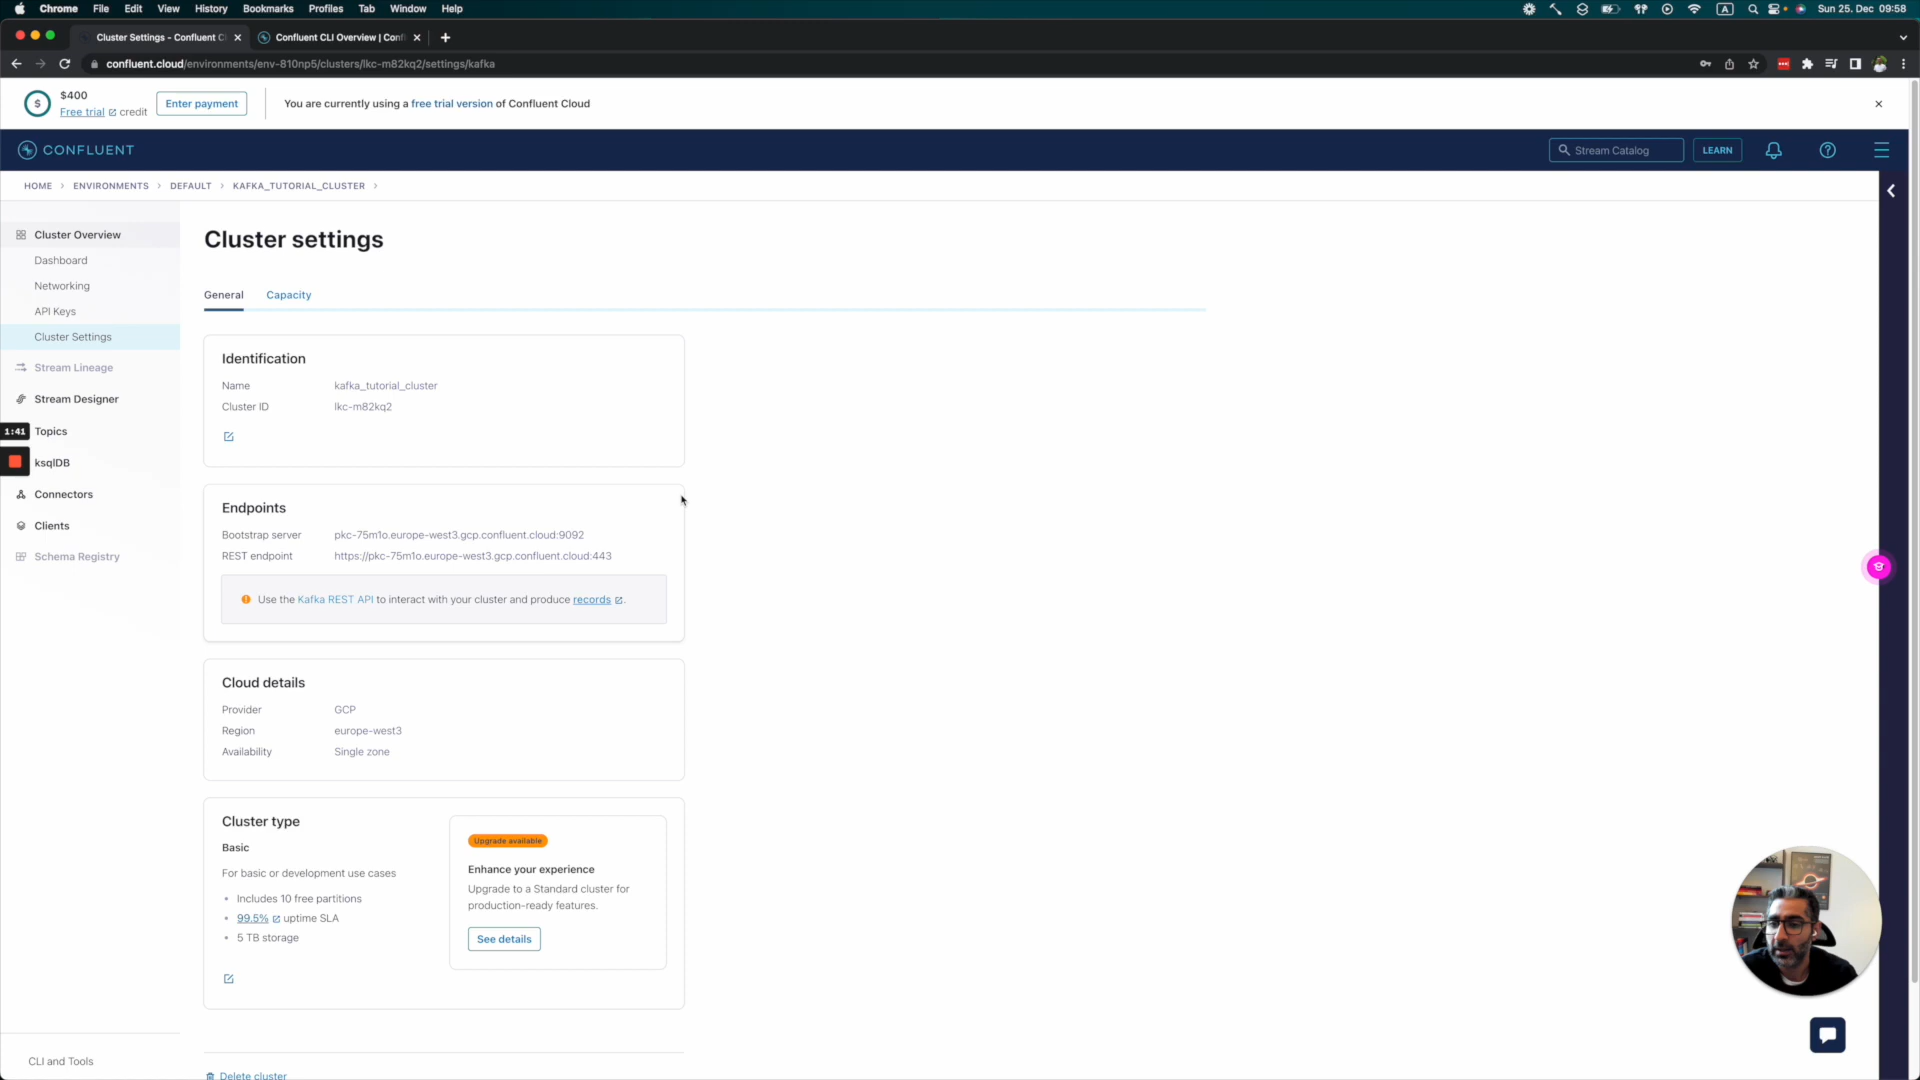 Chrome File Edit View History Bookmarks Profiles Tab Window Help
A
Sun 25. Dec 09:58
Cluster Settings - Confluent C
Confluent CLI Overview | Conf
confluent.cloud/environments/env-810np5/clusters/lkc-m82kq2/settings/kafka
$
$400
Free trial credit
Enter payment
You are currently using a free trial version of Confluent Cloud
CONFLUENT
Stream Catalog
LEARN
HOME > ENVIRONMENTS > DEFAULT > KAFKA_TUTORIAL_CLUSTER >
Cluster Overview
Dashboard
Networking
API Keys
Cluster Settings
Stream Lineage
Stream Designer
1:41
Topics
ksqlDB
Connectors
Clients
Schema Registry
CLI and Tools
Cluster settings
General
Capacity
Identification
Name kafka_tutorial_cluster
Cluster ID lkc-m82kq2
Endpoints
Bootstrap server pkc-75m1o.europe-west3.gcp.confluent.cloud:9092
REST endpoint https://pkc-75m1o.europe-west3.gcp.confluent.cloud:443
Use the Kafka REST API to interact with your cluster and produce records .
Cloud details
Provider GCP
Region europe-west3
Availability Single zone
Cluster type
Basic
For basic or development use cases
• Includes 10 free partitions
• 99.5% uptime SLA
• 5 TB storage
Upgrade available
Enhance your experience
Upgrade to a Standard cluster for
production-ready features.
See details
Delete cluster